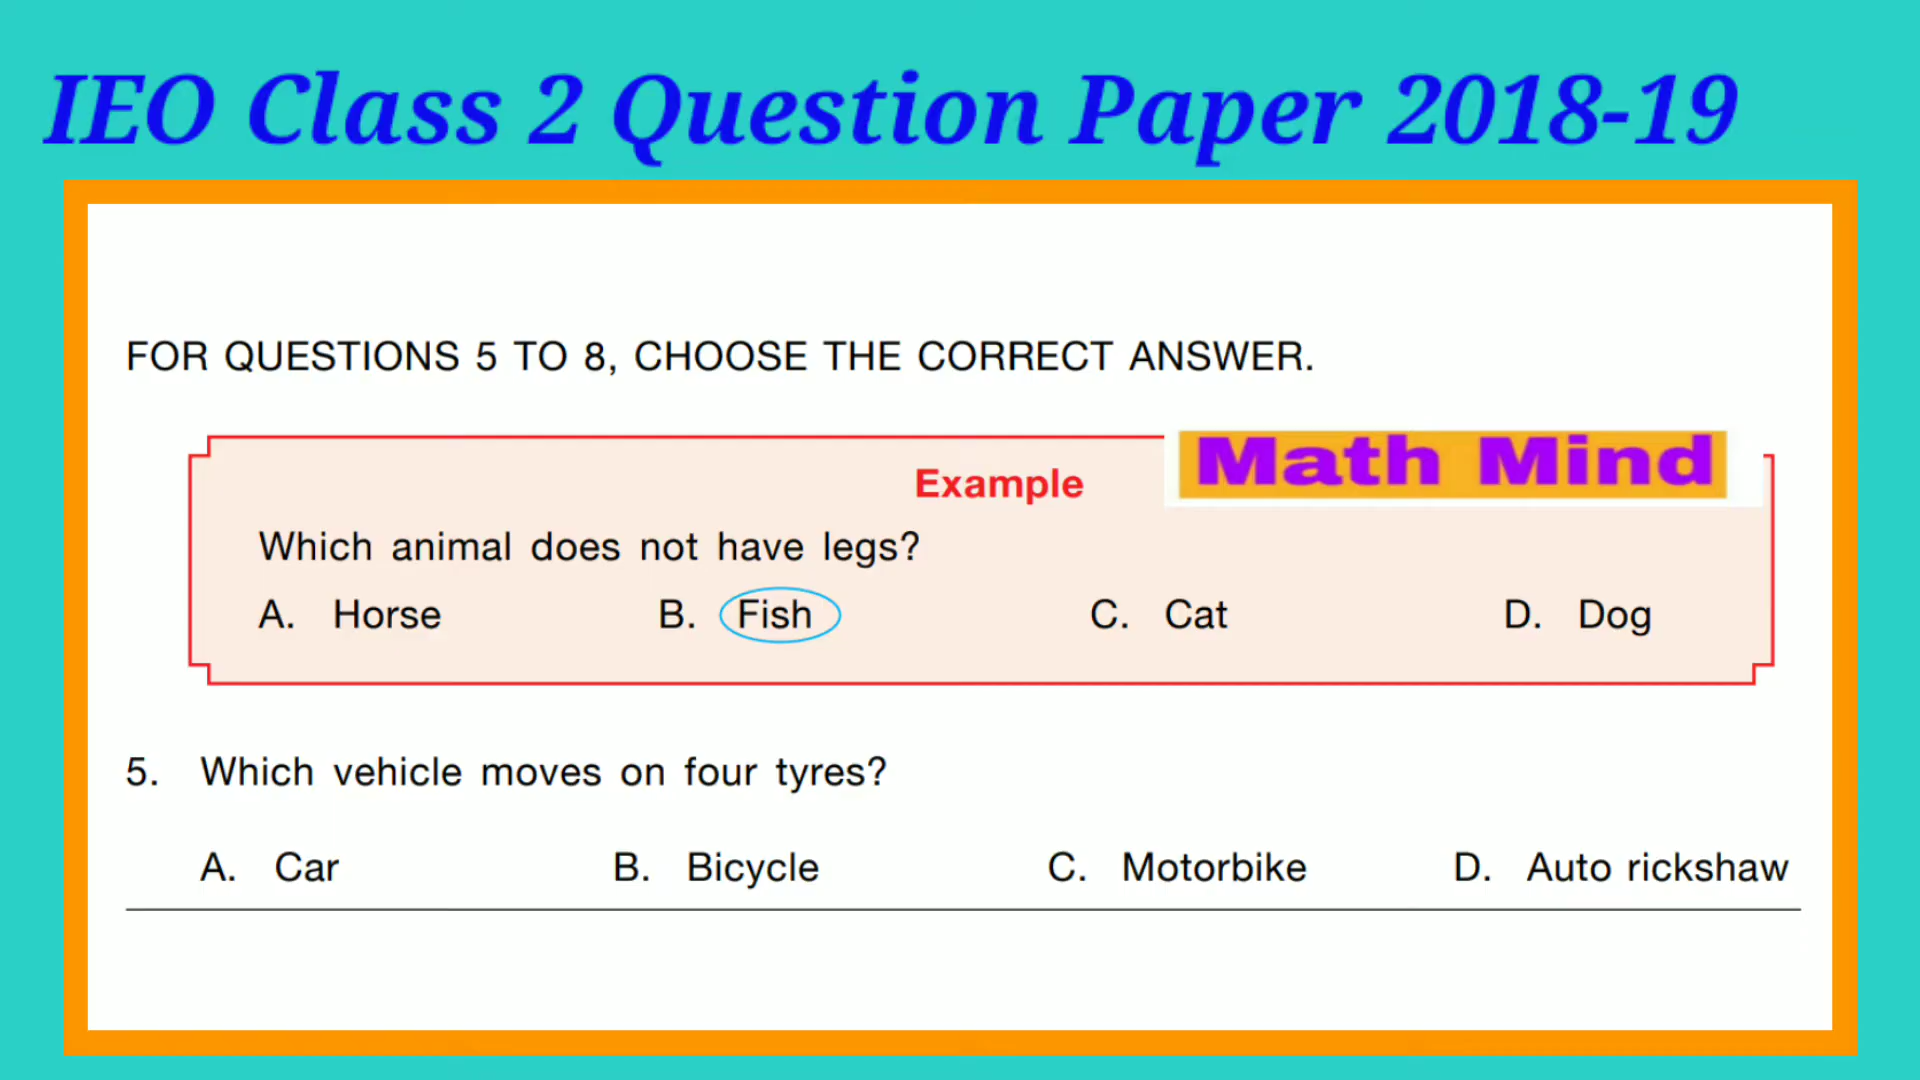 IEO Class 2 Question Paper 2018-19
FOR QUESTIONS 5 TO 8, CHOOSE THE CORRECT ANSWER.
Math Mind
Example
Which animal does not have legs?
A. Horse B. Fish C. Cat D. Dog
5. Which vehicle moves on four tyres?
A. Car B. Bicycle C. Motorbike D. Auto rickshaw